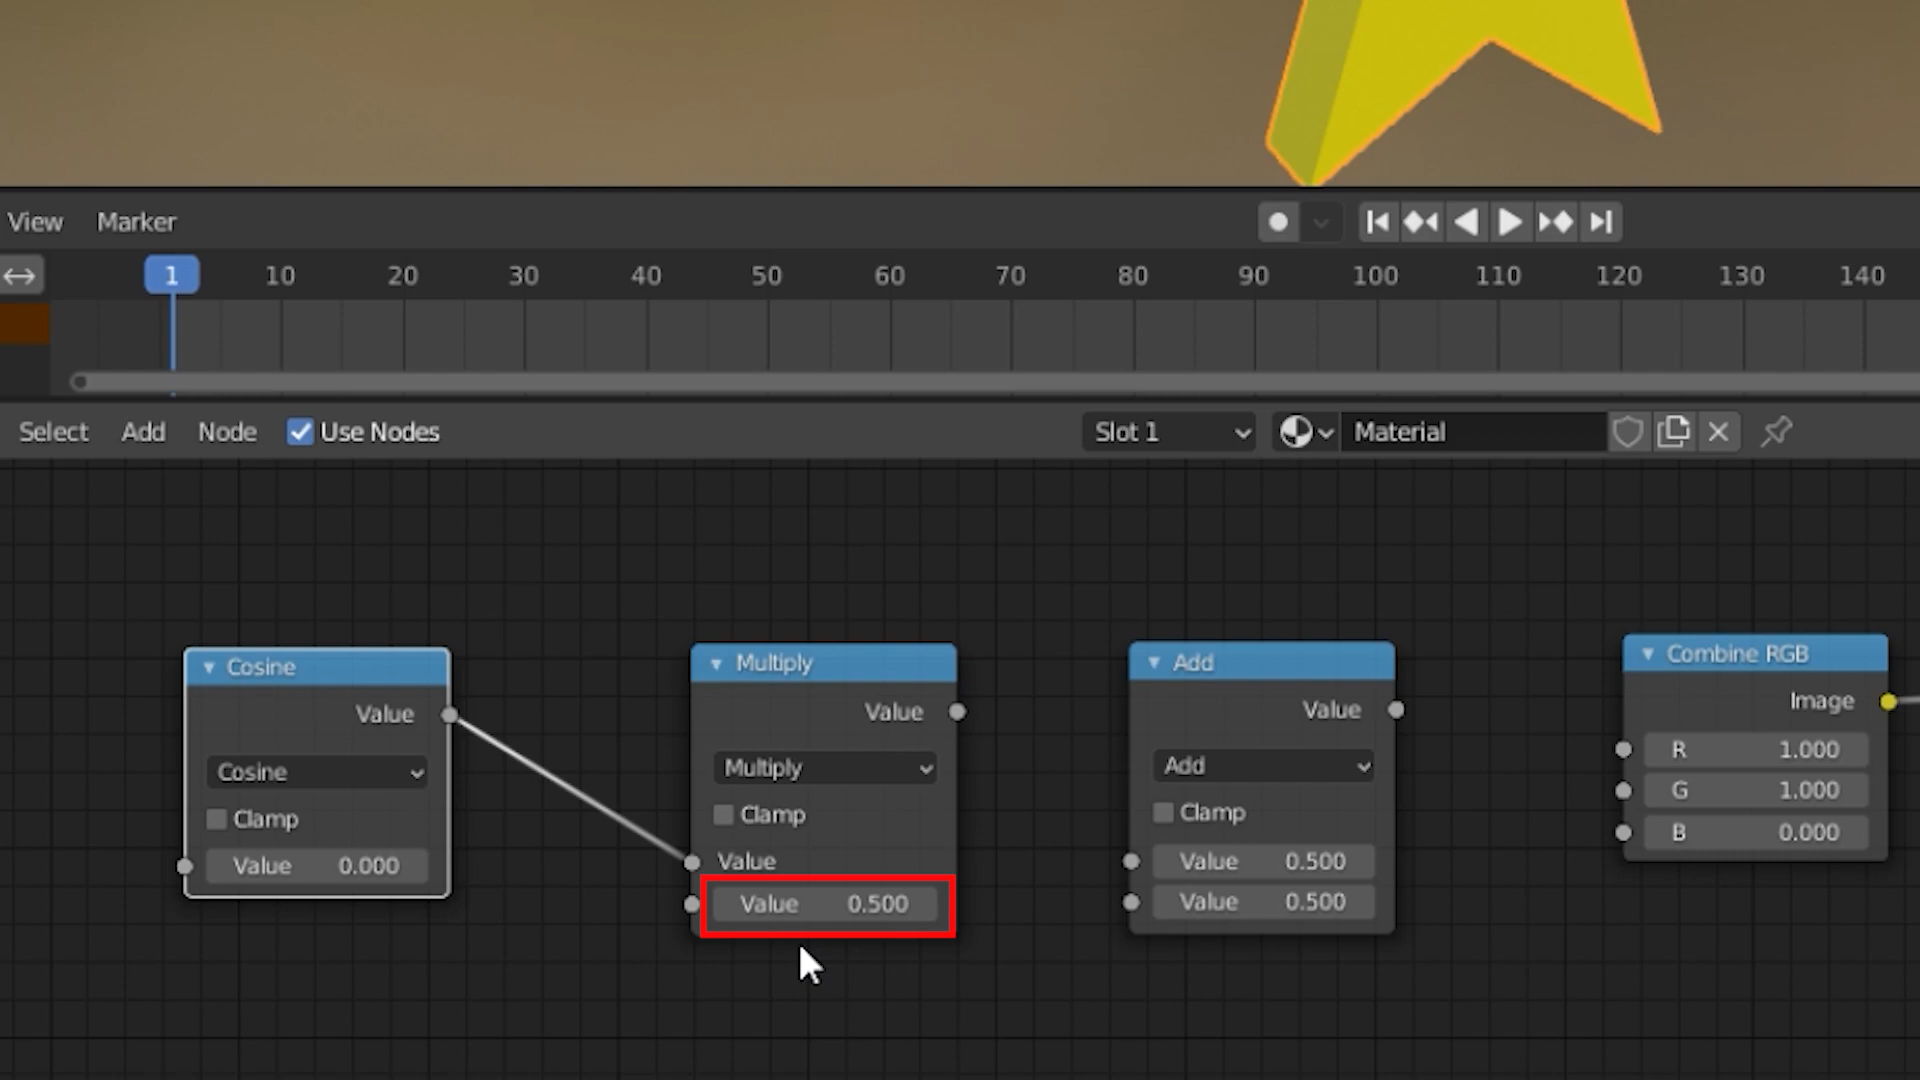 View Marker
1 10 20 30 40 50 60 70 80 90 100 110 120 130 140
Select Add Node Use Nodes Slot 1 Material
Cosine
Value
Cosine
Clamp
Value 0.000
Multiply
Value
Multiply
Clamp
Value
Value 0.500
Add
Value
Add
Clamp
Value 0.500
Value 0.500
Combine RGB
Image
R 1.000
G 1.000
B 0.000